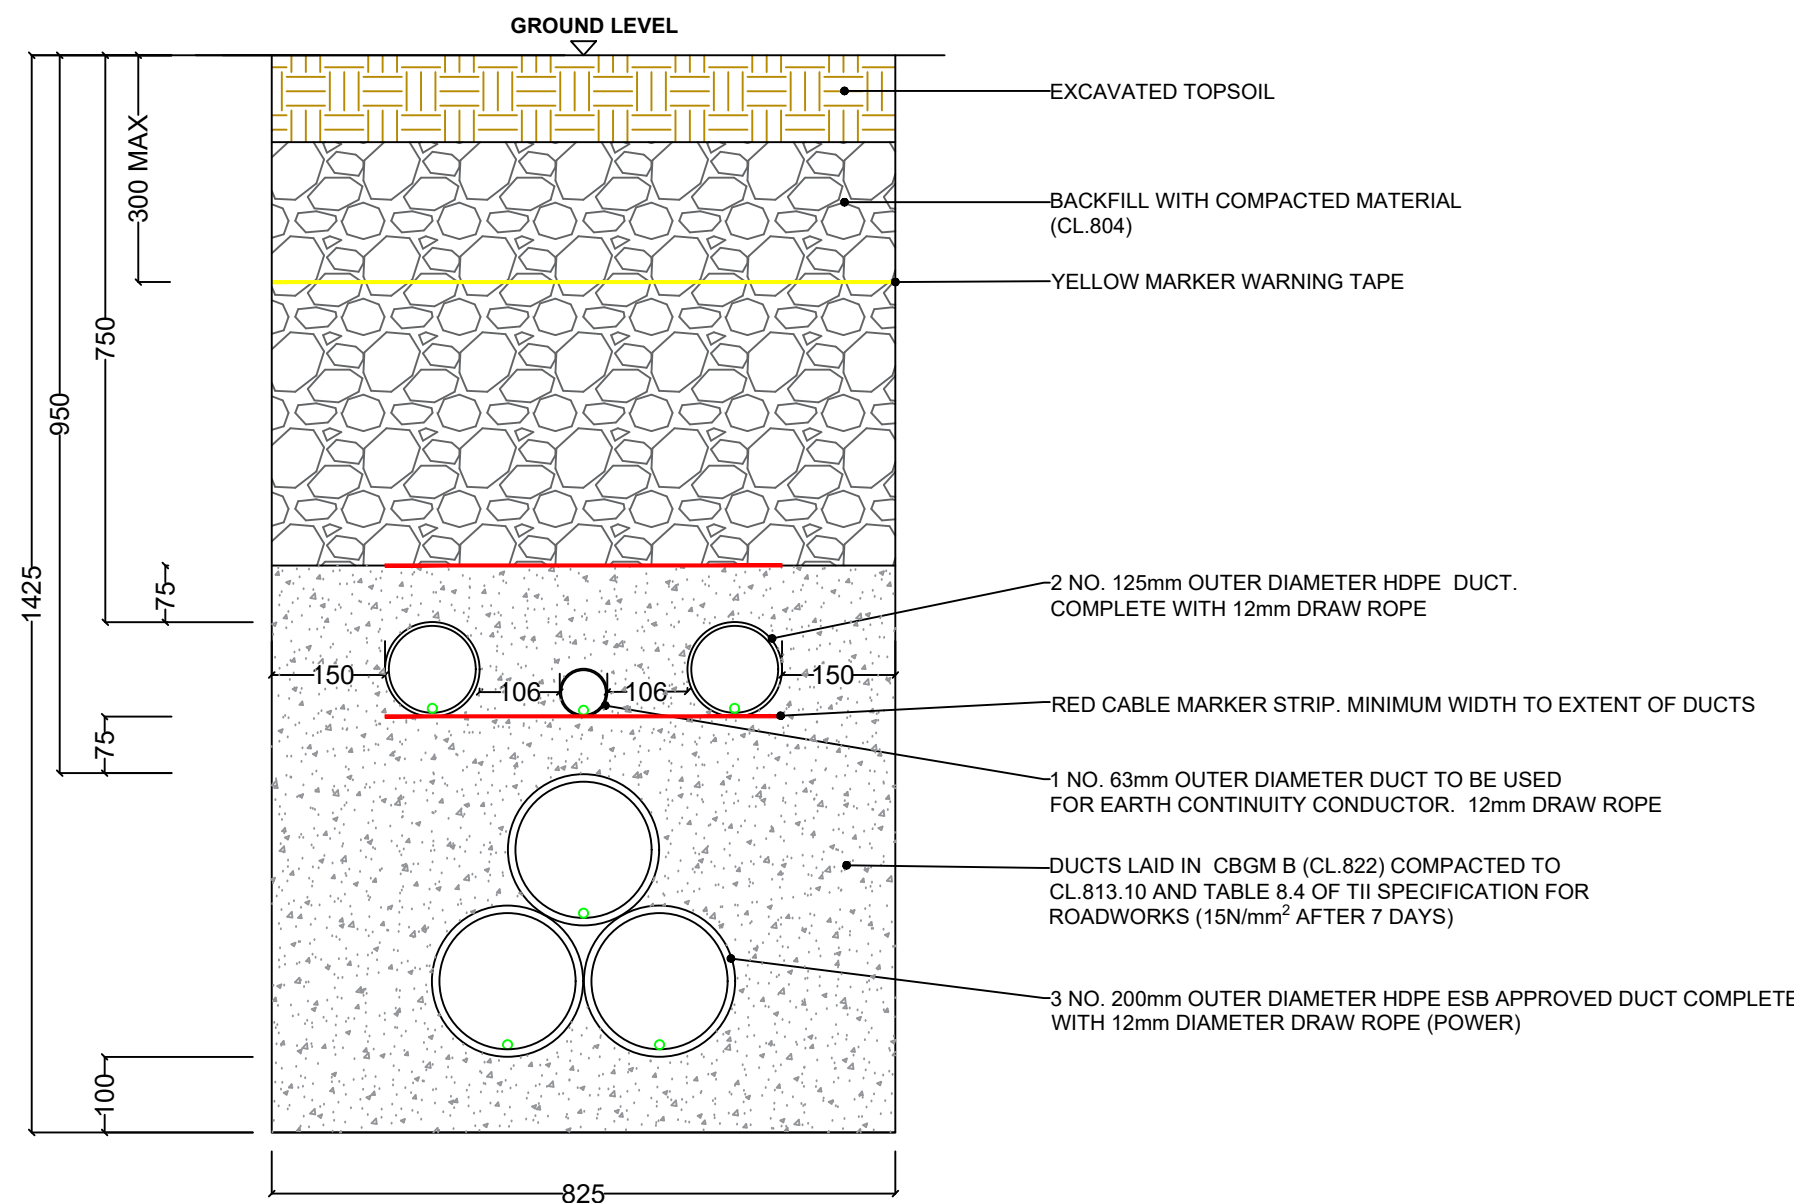 GROUND LEVEL
EXCAVATED TOPSOIL
300 MAX
BACKFILL WITH COMPACTED MATERIAL
(CL.804)
YELLOW MARKER WARNING TAPE
750
950
1425
75
2 NO. 125mm OUTER DIAMETER HDPE DUCT.
COMPLETE WITH 12mm DRAW ROPE
150
106
106
150
RED CABLE MARKER STRIP. MINIMUM WIDTH TO EXTENT OF DUCTS
75
1 NO. 63mm OUTER DIAMETER DUCT TO BE USED
FOR EARTH CONTINUITY CONDUCTOR. 12mm DRAW ROPE
DUCTS LAID IN CBGM B (CL.822) COMPACTED TO
CL.813.10 AND TABLE 8.4 OF TII SPECIFICATION FOR
ROADWORKS (15N/mm² AFTER 7 DAYS)
3 NO. 200mm OUTER DIAMETER HDPE ESB APPROVED DUCT COMPLETE
WITH 12mm DIAMETER DRAW ROPE (POWER)
100
825